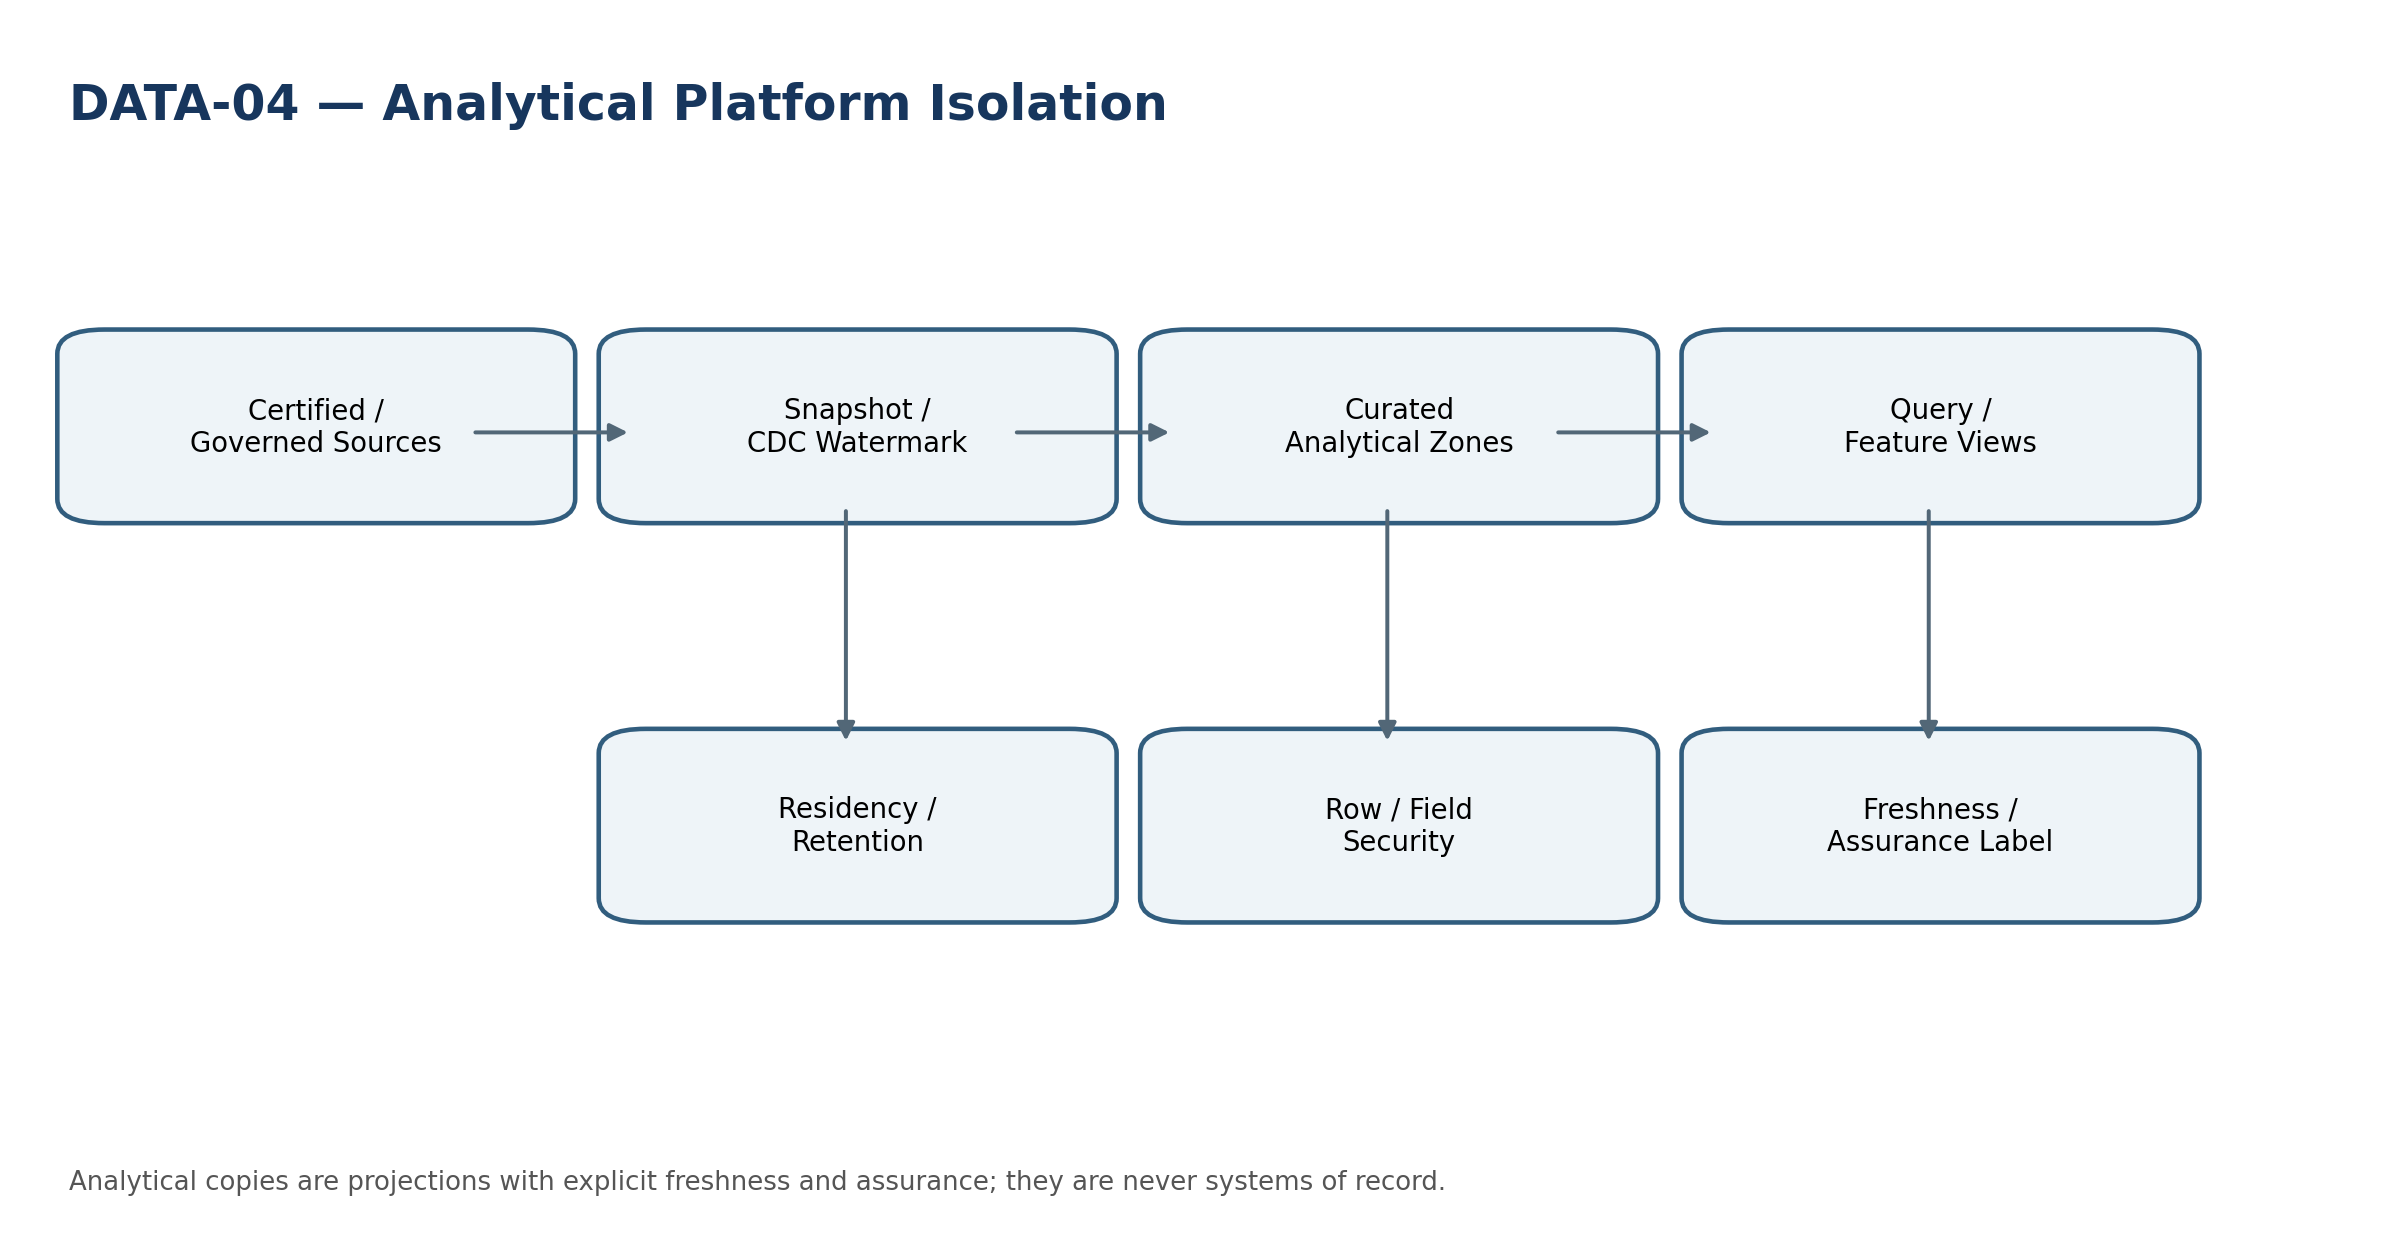 DATA-04 — Analytical Platform Isolation
Certified /
Governed Sources
Snapshot /
CDC Watermark
Curated
Analytical Zones
Query /
Feature Views
Residency /
Retention
Row / Field
Security
Freshness /
Assurance Label
Analytical copies are projections with explicit freshness and assurance; they are never systems of record.